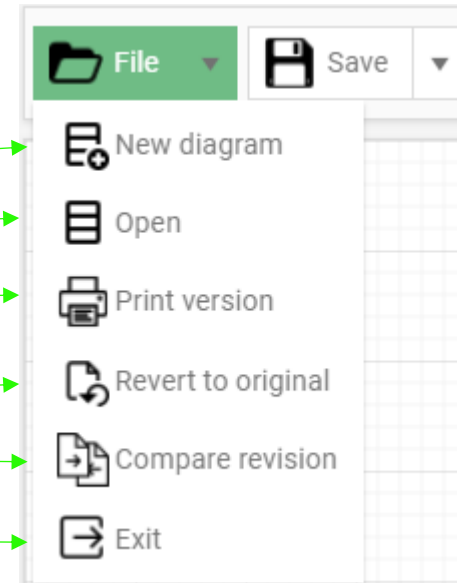 File
Save
New diagram
Open
Print version
Revert to original
Compare revision
Exit